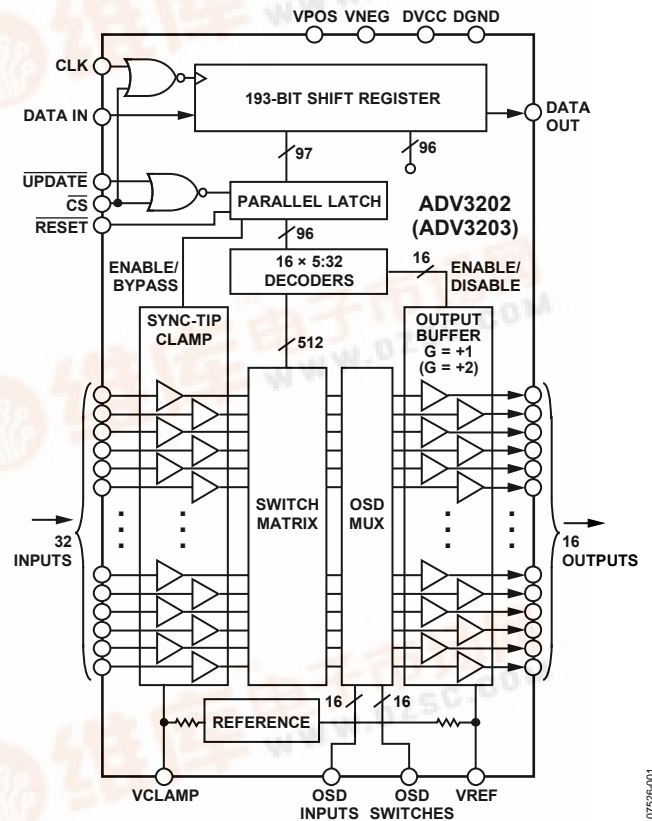 VPOS VNEG DVCC DGND
CLK
193-BIT SHIFT REGISTER
DATA IN
DATA
OUT
97
96
UPDATE
CS
PARALLEL LATCH
ADV3202
(ADV3203)
RESET
96
16
ENABLE/
BYPASS
16 × 5:32
DECODERS
ENABLE/
DISABLE
SYNC-TIP
CLAMP
OUTPUT
BUFFER
G = +1
(G = +2)
512
SWITCH
MATRIX
OSD
MUX
32
INPUTS
16
OUTPUTS
16
16
REFERENCE
VCLAMP
OSD
INPUTS
OSD
SWITCHES
VREF
07526-001